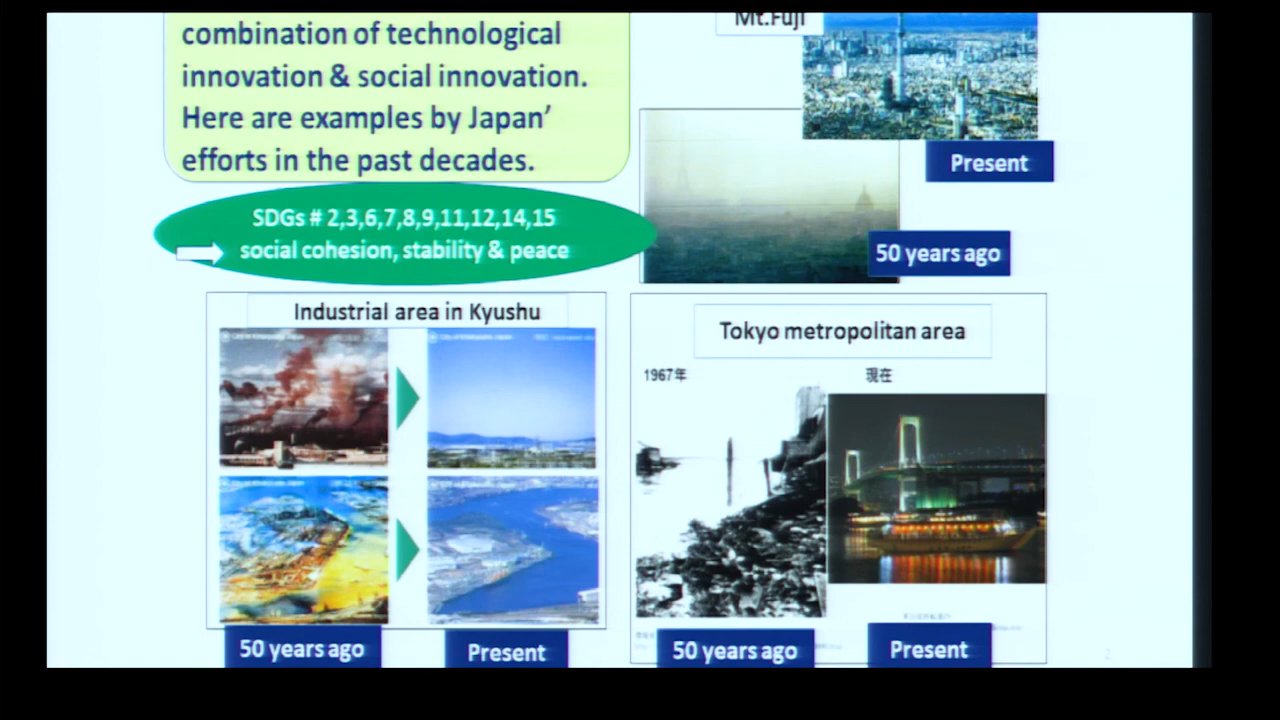 combination of technological
innovation & social innovation.
Here are examples by Japan’
efforts in the past decades.
Mt.Fuji
Present
50 years ago
SDGs # 2,3,6,7,8,9,11,12,14,15
social cohesion, stability & peace
Industrial area in Kyushu
50 years ago
Present
Tokyo metropolitan area
1967年
現在
50 years ago
Present
2